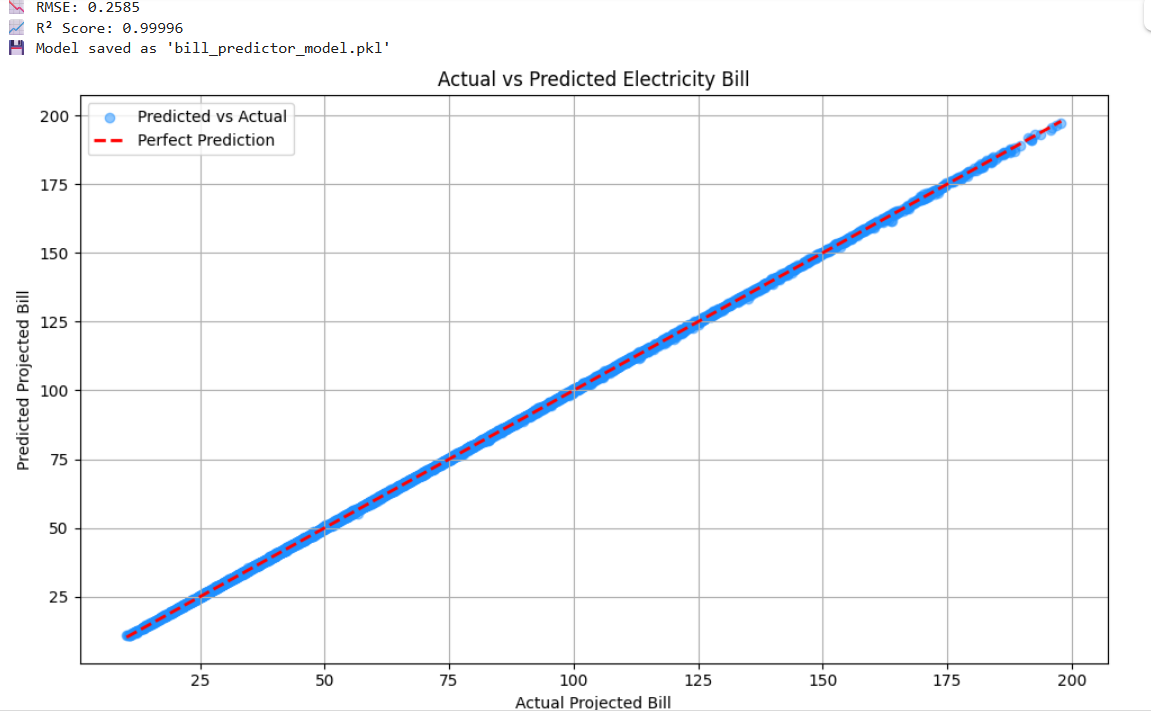 RMSE: 0.2585
R² Score: 0.99996
Model saved as 'bill_predictor_model.pkl'
Actual vs Predicted Electricity Bill
Predicted vs Actual
Perfect Prediction
Predicted Projected Bill
200
175
150
125
100
75
50
25
25 50 75 100 125 150 175 200
Actual Projected Bill